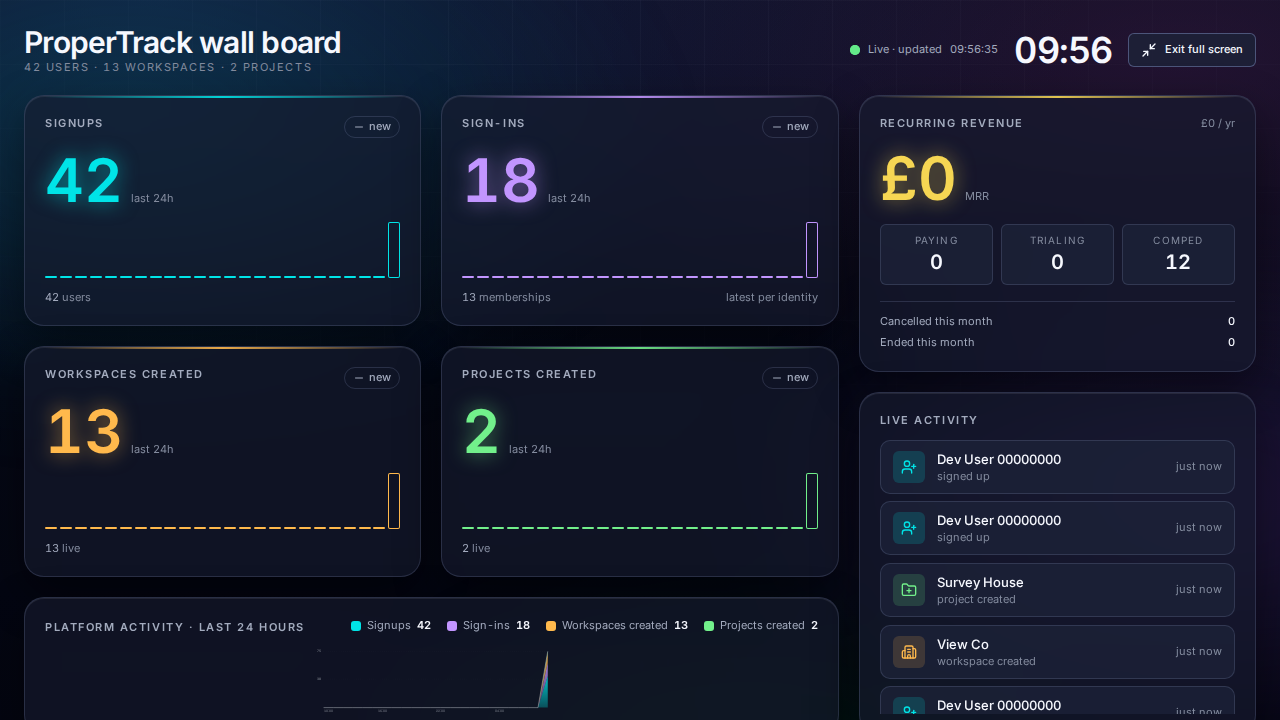 ProperTrack wall board
42 USERS · 13 WORKSPACES · 2 PROJECTS
Live · updated 09:56:35
09:56
Exit full screen
SIGNUPS
— new
42 last 24h
42 users
SIGN-INS
— new
18 last 24h
13 memberships
latest per identity
RECURRING REVENUE
£0 / yr
£0 MRR
PAYING
0
TRIALING
0
COMPED
12
Cancelled this month 0
Ended this month 0
WORKSPACES CREATED
— new
13 last 24h
13 live
PROJECTS CREATED
— new
2 last 24h
2 live
LIVE ACTIVITY
Dev User 00000000
signed up
just now
Dev User 00000000
signed up
just now
Survey House
project created
just now
View Co
workspace created
just now
Dev User 00000000
just now
PLATFORM ACTIVITY · LAST 24 HOURS
Signups 42
Sign-ins 18
Workspaces created 13
Projects created 2